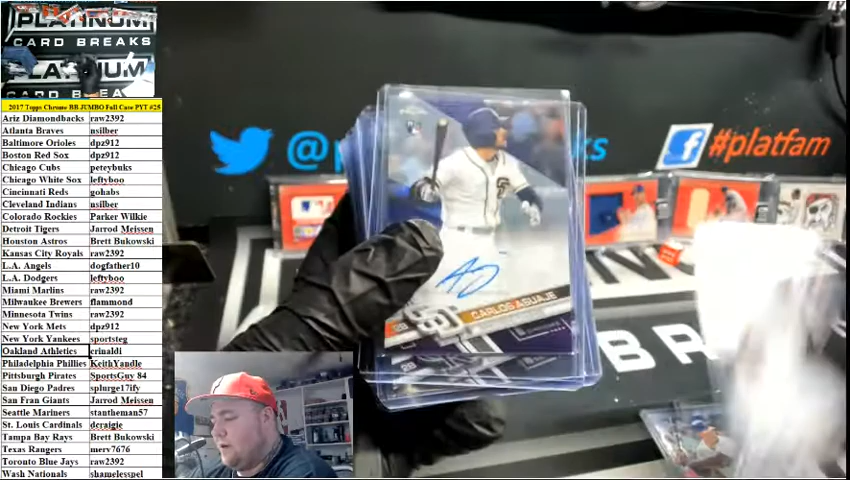 PLATINUM
CARD BREAKS
PLATINUM
CARD BREA
2017 Topps Chrome BB JUMBO Full Case PYT #25
Ariz Diamondbacks raw2392
Atlanta Braves nsilber
Baltimore Orioles dpz912
Boston Red Sox dpz912
Chicago Cubs peteybuks
Chicago White Sox leftyboo
Cincinnati Reds gohabs
Cleveland Indians nsilber
Colorado Rockies Parker Wilkie
Detroit Tigers Jarrod Meissen
Houston Astros Brett Bukowski
Kansas City Royals raw2392
L.A. Angels dogfather10
L.A. Dodgers leftyboo
Miami Marlins raw2392
Milwaukee Brewers flammond
Minnesota Twins raw2392
New York Mets dpz912
New York Yankees sportsteg
Oakland Athletics crinaldi
Philadelphia Phillies KeithYandle
Pittsburgh Pirates SportsGuy 84
San Diego Padres splurge17ify
San Fran Giants Jarrod Meissen
Seattle Mariners stantheman57
St. Louis Cardinals dcraigie
Tampa Bay Rays Brett Bukowski
Texas Rangers merv7676
Toronto Blue Jays raw2392
Wash Nationals shamelesspel
#platfam
CARLOS ASUAJE
2B
BR